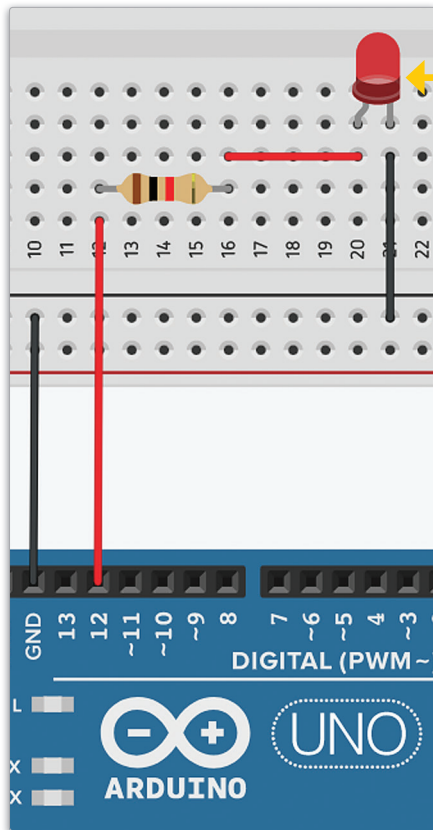 10 11 12 13 14 15 16 17 18 19 20 21 22
GND 13 12 ~11 ~10 ~9 8 7 ~6 ~5 4 ~3
DIGITAL (PWM~
L
UNO
X
ARDUINO
X